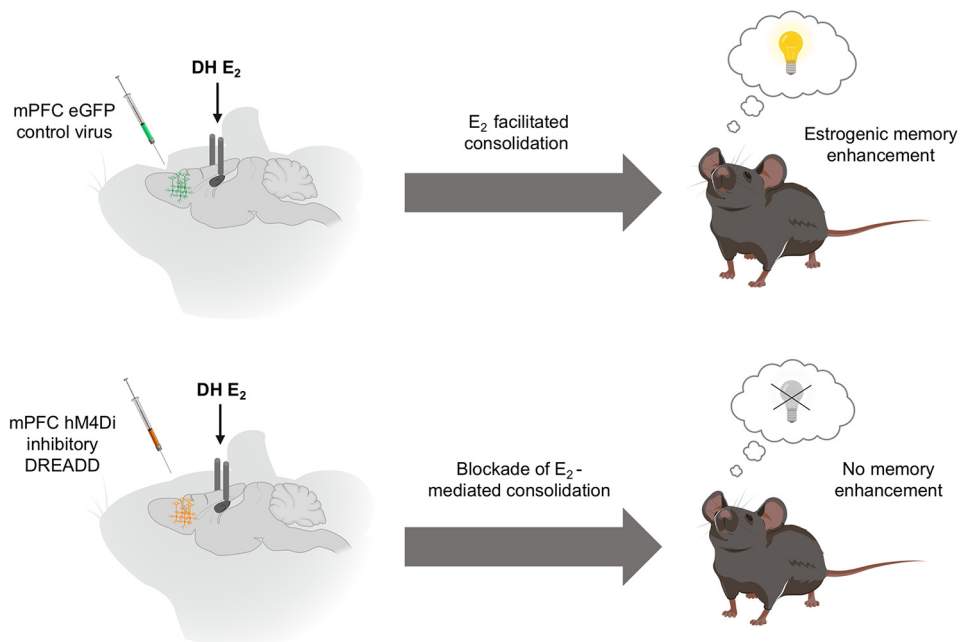 DH E₂
mPFC eGFP
control virus
E₂ facilitated
consolidation
Estrogenic memory
enhancement
DH E₂
mPFC hM4Di
inhibitory
DREADD
Blockade of E₂-
mediated consolidation
No memory
enhancement